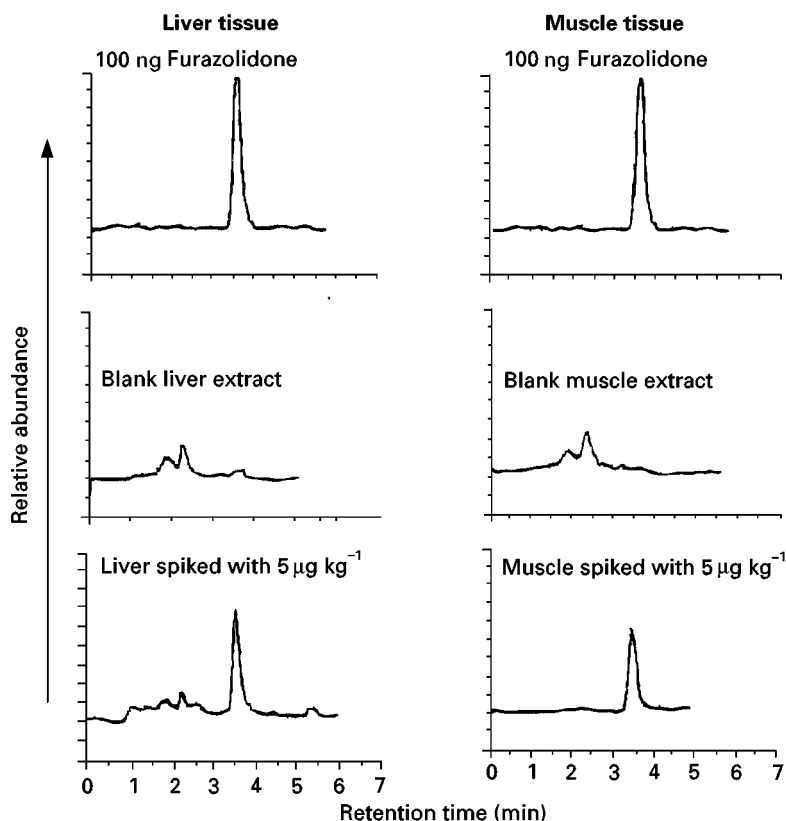 Liver tissue
Muscle tissue
100 ng Furazolidone
100 ng Furazolidone
Relative abundance
Blank liver extract
Blank muscle extract
Liver spiked with 5 μg kg⁻¹
Muscle spiked with 5 μg kg⁻¹
0 1 2 3 4 5 6 7
0 1 2 3 4 5 6 7
Retention time (min)